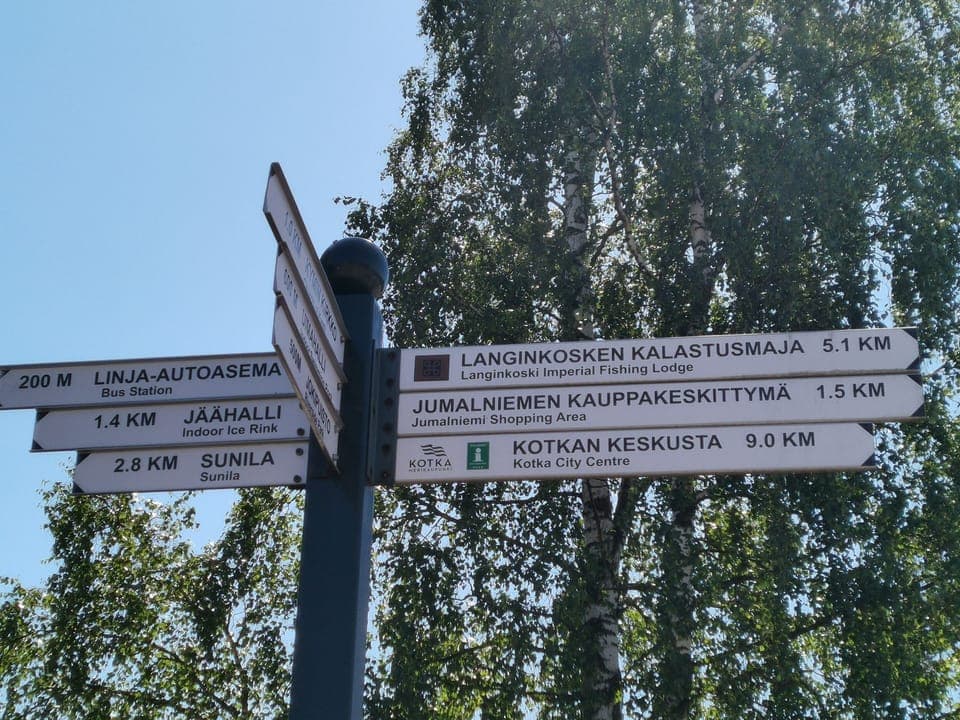 200 M LINJA-AUTOASEMA
Bus Station
1.4 KM JÄÄHALLI
Indoor Ice Rink
2.8 KM SUNILA
Sunila
LANGINKOSKEN KALASTUSMAJA 5.1 KM
Langinkoski Imperial Fishing Lodge
JUMALNIEMEN KAUPPAKESKITTYMÄ 1.5 KM
Jumalniemi Shopping Area
KOTKA KOTKAN KESKUSTA 9.0 KM
Kotka City Centre